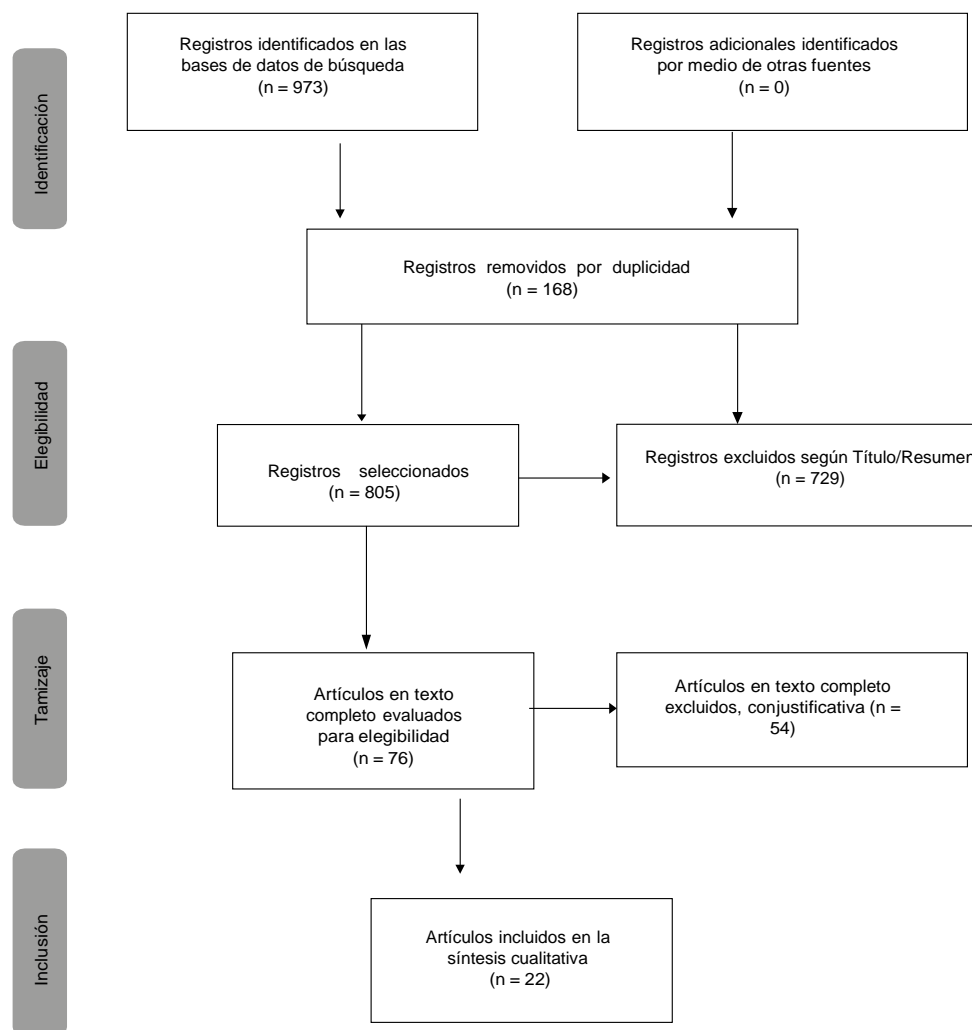 Identificación
Registros identificados en las
bases de datos de búsqueda
(n = 973)
Registros adicionales identificados
por medio de otras fuentes
(n = 0)
Registros removidos por duplicidad
(n = 168)
Elegibilidad
Registros seleccionados
(n = 805)
Registros excluidos según Título/Resumen
(n = 729)
Tamizaje
Artículos en texto
completo evaluados
para elegibilidad
(n = 76)
Artículos en texto completo
excluidos, conjustificativa (n =
54)
Inclusión
Artículos incluidos en la
síntesis cualitativa
(n = 22)